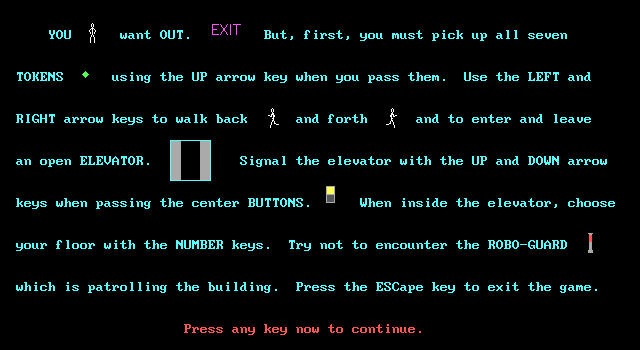 YOU want OUT. EXIT But, first, you must pick up all seven
TOKENS using the UP arrow key when you pass them. Use the LEFT and
RIGHT arrow keys to walk back and forth and to enter and leave
an open ELEVATOR. Signal the elevator with the UP and DOWN arrow
keys when passing the center BUTTONS. When inside the elevator, choose
your floor with the NUMBER keys. Try not to encounter the ROBO-GUARD
which is patrolling the building. Press the ESCape key to exit the game.
Press any key now to continue.